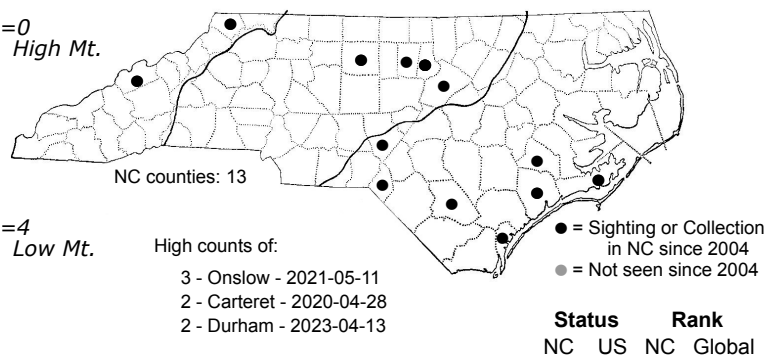 =0
High Mt.
NC counties: 13
=4
Low Mt.
High counts of:
3 - Onslow - 2021-05-11
2 - Carteret - 2020-04-28
2 - Durham - 2023-04-13
● = Sighting or Collection
in NC since 2004
● = Not seen since 2004
Status Rank
NC US NC Global